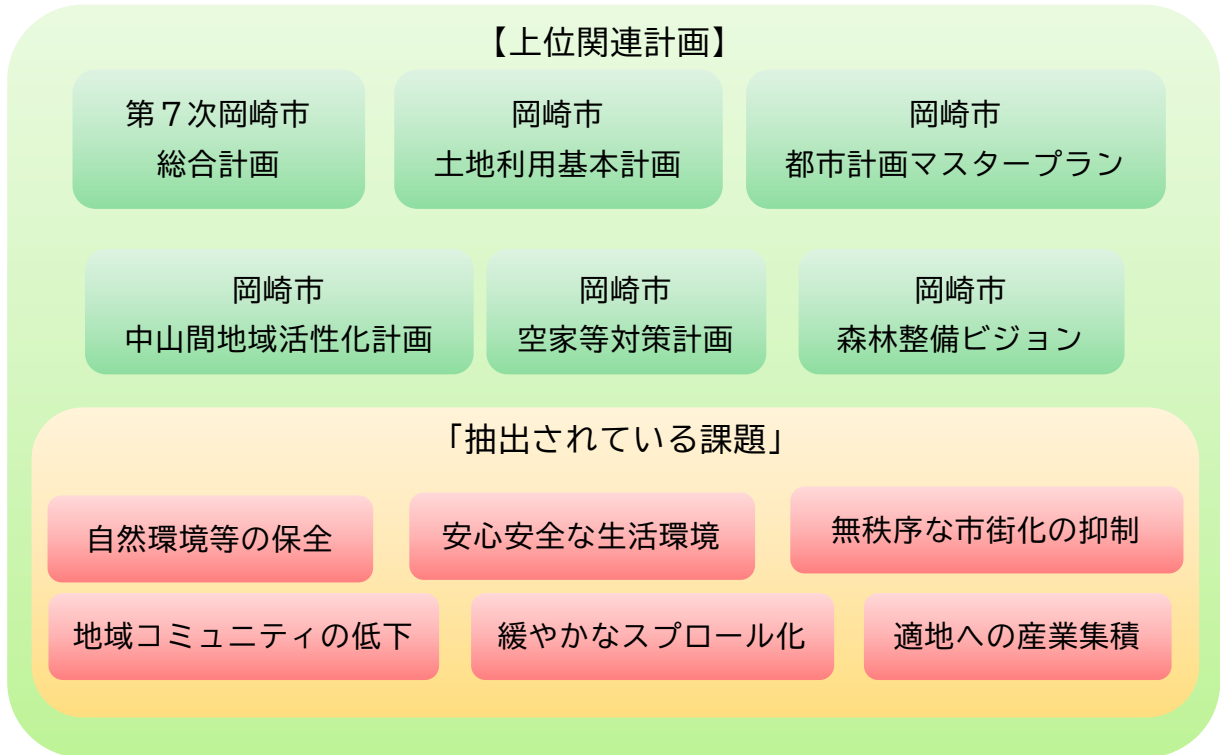 【上位関連計画】
第７次岡崎市
総合計画
岡崎市
土地利用基本計画
岡崎市
都市計画マスタープラン
岡崎市
中山間地域活性化計画
岡崎市
空家等対策計画
岡崎市
森林整備ビジョン
「抽出されている課題」
自然環境等の保全
安心安全な生活環境
無秩序な市街化の抑制
地域コミュニティの低下
緩やかなスプロール化
適地への産業集積